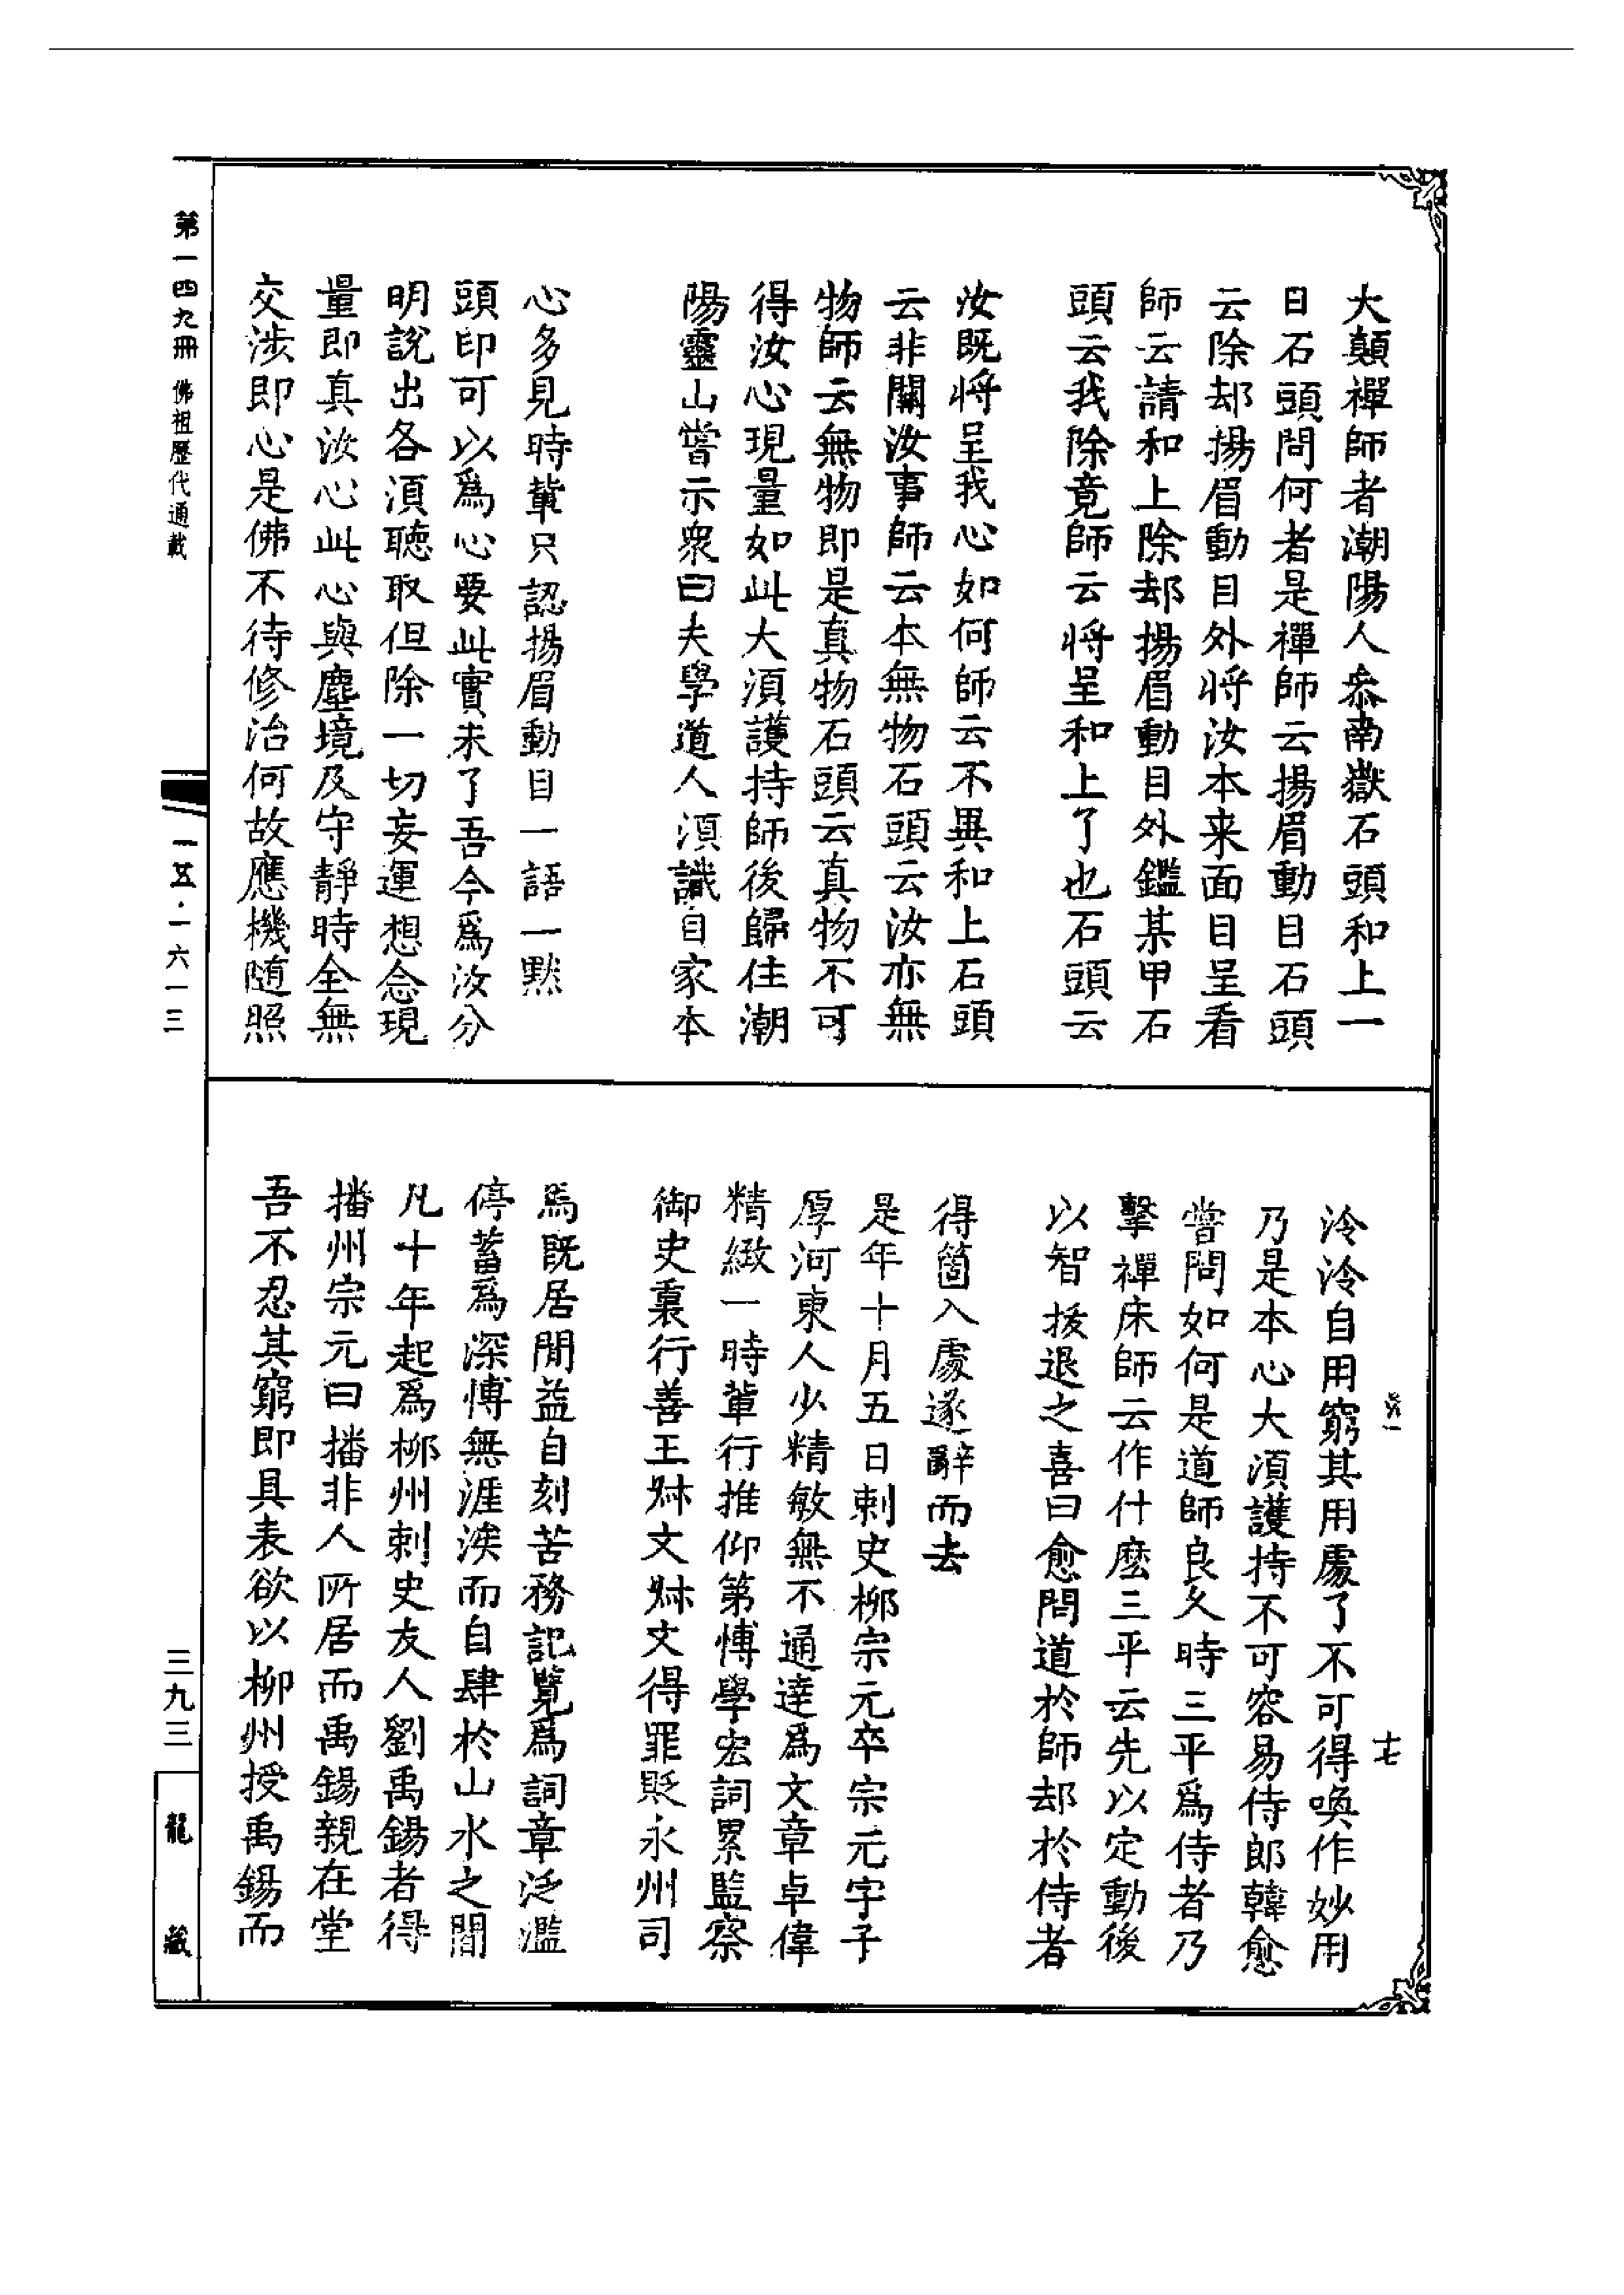 大顛禪師者潮陽人叅南嶽石頭和上一
日石頭問何者是禪師云揚眉動目石頭
云除却揚眉動目外將汝本来面目呈看
師云請和上除却揚眉動目外鑑某甲石
頭云我除竟師云将呈和上了也石頭云
汝既将呈我心如何師云不異和上石頭
云非關汝事師云本無物石頭云汝亦無
物師云無物即是真物石頭云真物不可
得汝心現量如此大湏護持師後歸住潮
陽靈山嘗示衆曰夫學道人湏識自家本
心多見時輩只認揚眉動目一語一黙
頭印可以爲心要此實未了吾今爲汝分
明說出各湏聴取但除一切妄運想念現
量即真汝心此心與塵境及守靜時全無
交涉即心是佛不待修治何故應機随照
泠泠自用窮其用處了不可得喚作妙用
乃是本心大湏護持不可容易侍郎韓愈
嘗問如何是道師良久時三平爲侍者乃
擊禪床師云作什麽三平云先以定動後
以智拔退之喜曰愈問道於師却於侍者
得箇入處遂辭而去
是年十月五日刺史柳宗元卒宗元字子
厚河東人少精敏無不通達爲文章卓偉
精緻一時軰行推仰第愽學宏詞累監察
御史裏行善王叔文叔文得罪貶永州司
馬既居閒益自刻苦務記覽爲詞章泛濫
停蓄爲深愽無涯涘而自肆於山水之閒
凡十年起爲柳州刺史友人劉禹錫者得
播州宗元曰播非人所居而禹錫親在堂
吾不忍其窮即具表欲以柳州授禹錫而
十七
第一四九冊 佛祖歷代通載
一五·一六一三
三九三
龍藏